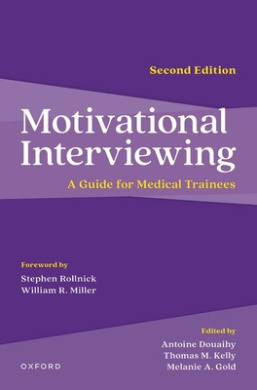 Second Edition
Motivational
Interviewing
A Guide for Medical Trainees
Foreword by
Stephen Rollnick
William R. Miller
Edited by
Antoine Douaihy
Thomas M. Kelly
Melanie A. Gold
OXFORD